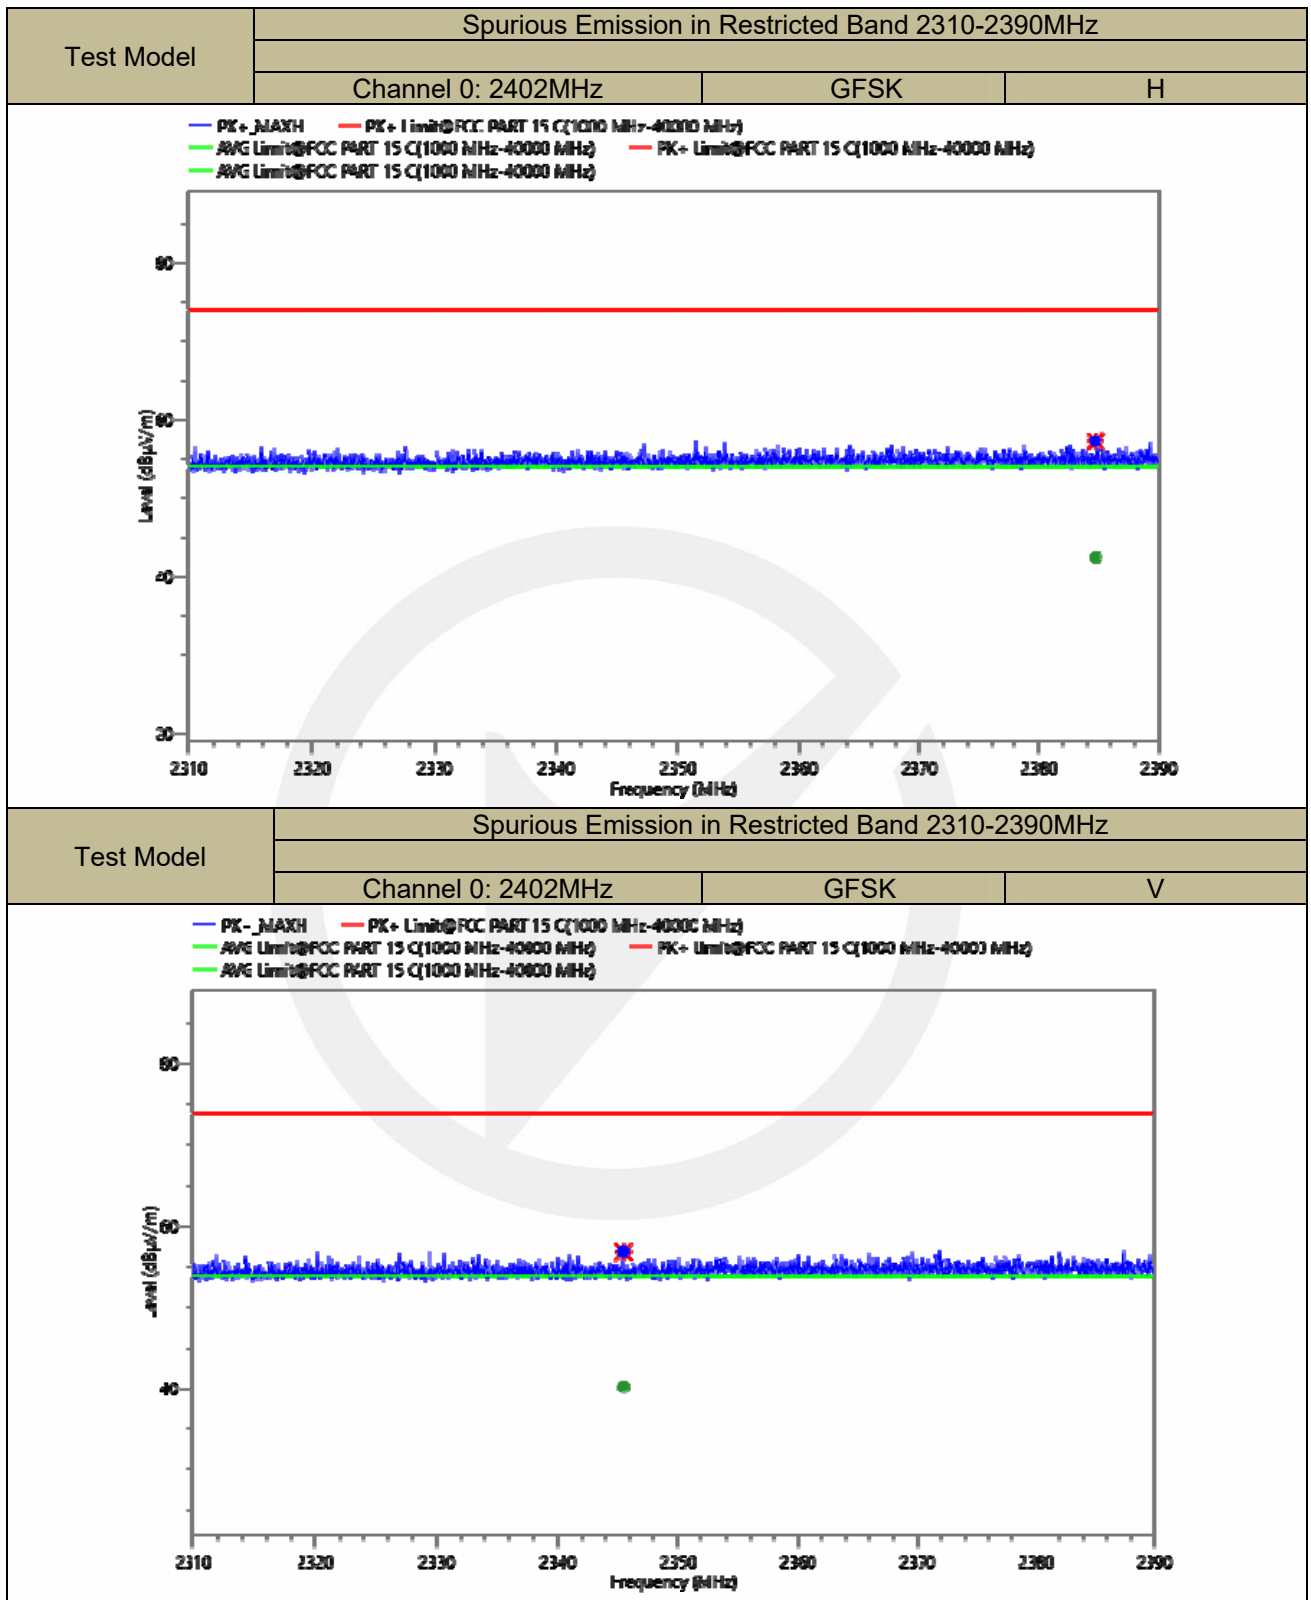 Test Model
Spurious Emission in Restricted Band 2310-2390MHz
Channel 0: 2402MHz GFSK H
PK+_MAXH PK+ Limit@FCC PART 15 C(1000 MHz-40000 MHz)
AVG Limit@FCC PART 15 C(1000 MHz-40000 MHz) PK+ Limit@FCC PART 15 C(1000 MHz-40000 MHz)
AVG Limit@FCC PART 15 C(1000 MHz-40000 MHz)
Level (dBμV/m)
80
60
40
20
2310 2320 2330 2340 2350 2360 2370 2380 2390
Frequency (MHz)
Test Model
Spurious Emission in Restricted Band 2310-2390MHz
Channel 0: 2402MHz GFSK V
PK+_MAXH PK+ Limit@FCC PART 15 C(1000 MHz-40000 MHz)
AVG Limit@FCC PART 15 C(1000 MHz-40000 MHz) PK+ Limit@FCC PART 15 C(1000 MHz-40000 MHz)
AVG Limit@FCC PART 15 C(1000 MHz-40000 MHz)
Level (dBμV/m)
80
60
40
2310 2320 2330 2340 2350 2360 2370 2380 2390
Frequency (MHz)